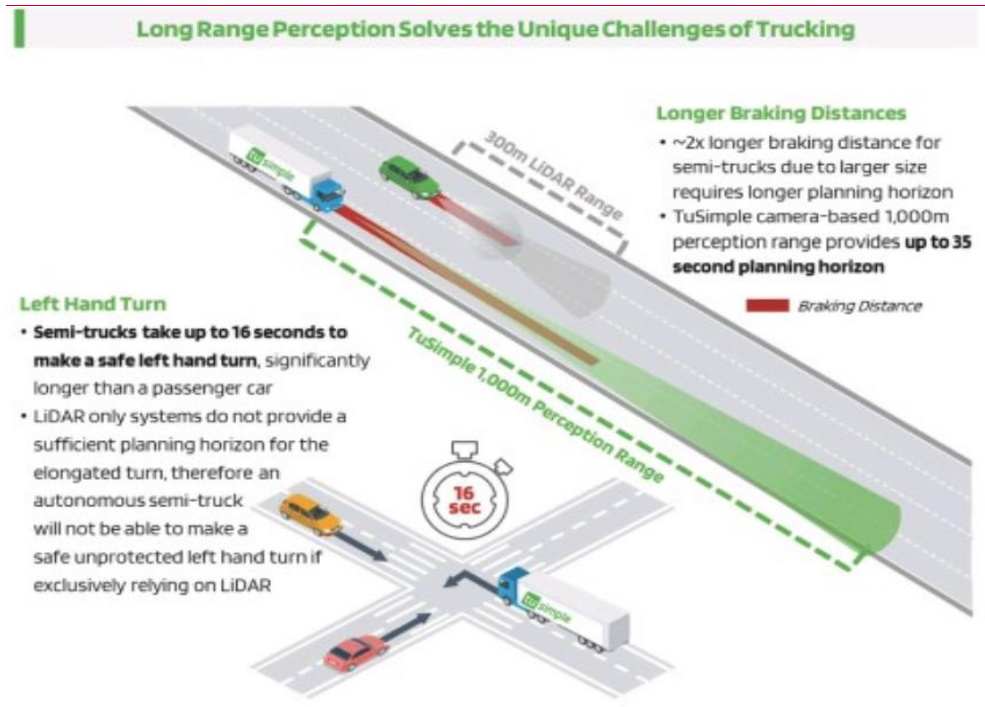 Long Range Perception Solves the Unique Challenges of Trucking
Longer Braking Distances
• ~2x longer braking distance for
semi-trucks due to larger size
requires longer planning horizon
• TuSimple camera-based 1,000m
perception range provides up to 35
second planning horizon
Braking Distance
300m LiDAR Range
tu simple
TuSimple 1,000m Perception Range
Left Hand Turn
• Semi-trucks take up to 16 seconds to
make a safe left hand turn, significantly
longer than a passenger car
• LiDAR only systems do not provide a
sufficient planning horizon for the
elongated turn, therefore an
autonomous semi-truck
will not be able to make a
safe unprotected left hand turn if
exclusively relying on LiDAR
16
sec
tu simple